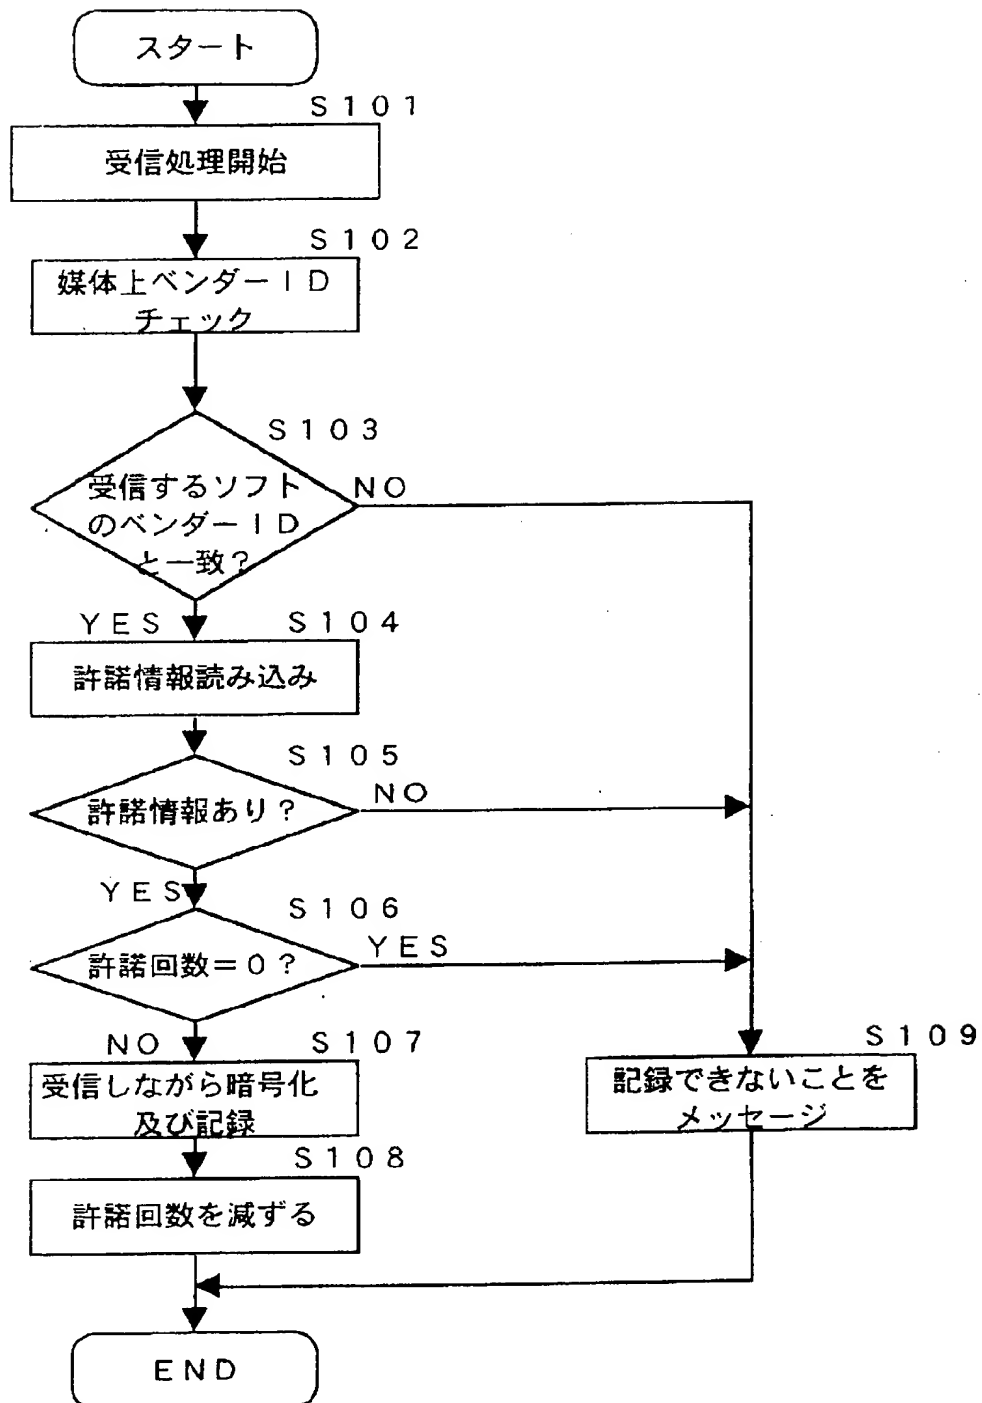 スタート
S101
受信処理開始
S102
媒体上ベンダーID
チェック
S103
受信するソフト
のベンダーID
と一致?
NO
YES
S104
許諾情報読み込み
S105
許諾情報あり?
NO
YES
S106
許諾回数=0?
YES
NO
S107
受信しながら暗号化
及び記録
S109
記録できないことを
メッセージ
S108
許諾回数を減ずる
END